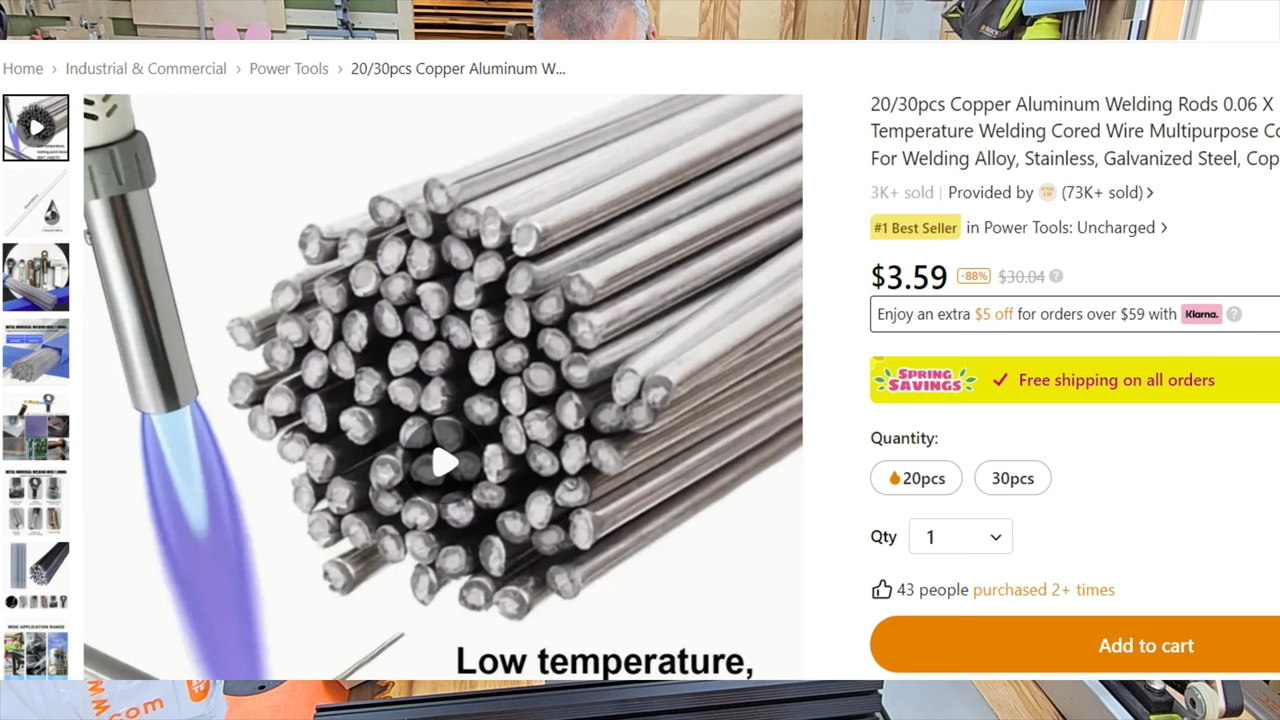 Home › Industrial & Commercial › Power Tools › 20/30pcs Copper Aluminum W...
20/30pcs Copper Aluminum Welding Rods 0.06 X
Temperature Welding Cored Wire Multipurpose Co
For Welding Alloy, Stainless, Galvanized Steel, Cop
3K+ sold | Provided by (73K+ sold) ›
#1 Best Seller in Power Tools: Uncharged ›
$3.59 -88% $30.04 ?
Enjoy an extra $5 off for orders over $59 with Klarna. ?
SPRING
SAVINGS
Free shipping on all orders
Quantity:
20pcs 30pcs
Qty 1
43 people purchased 2+ times
Add to cart
Low temperature,
WIDE APPLICATION RANGE
com